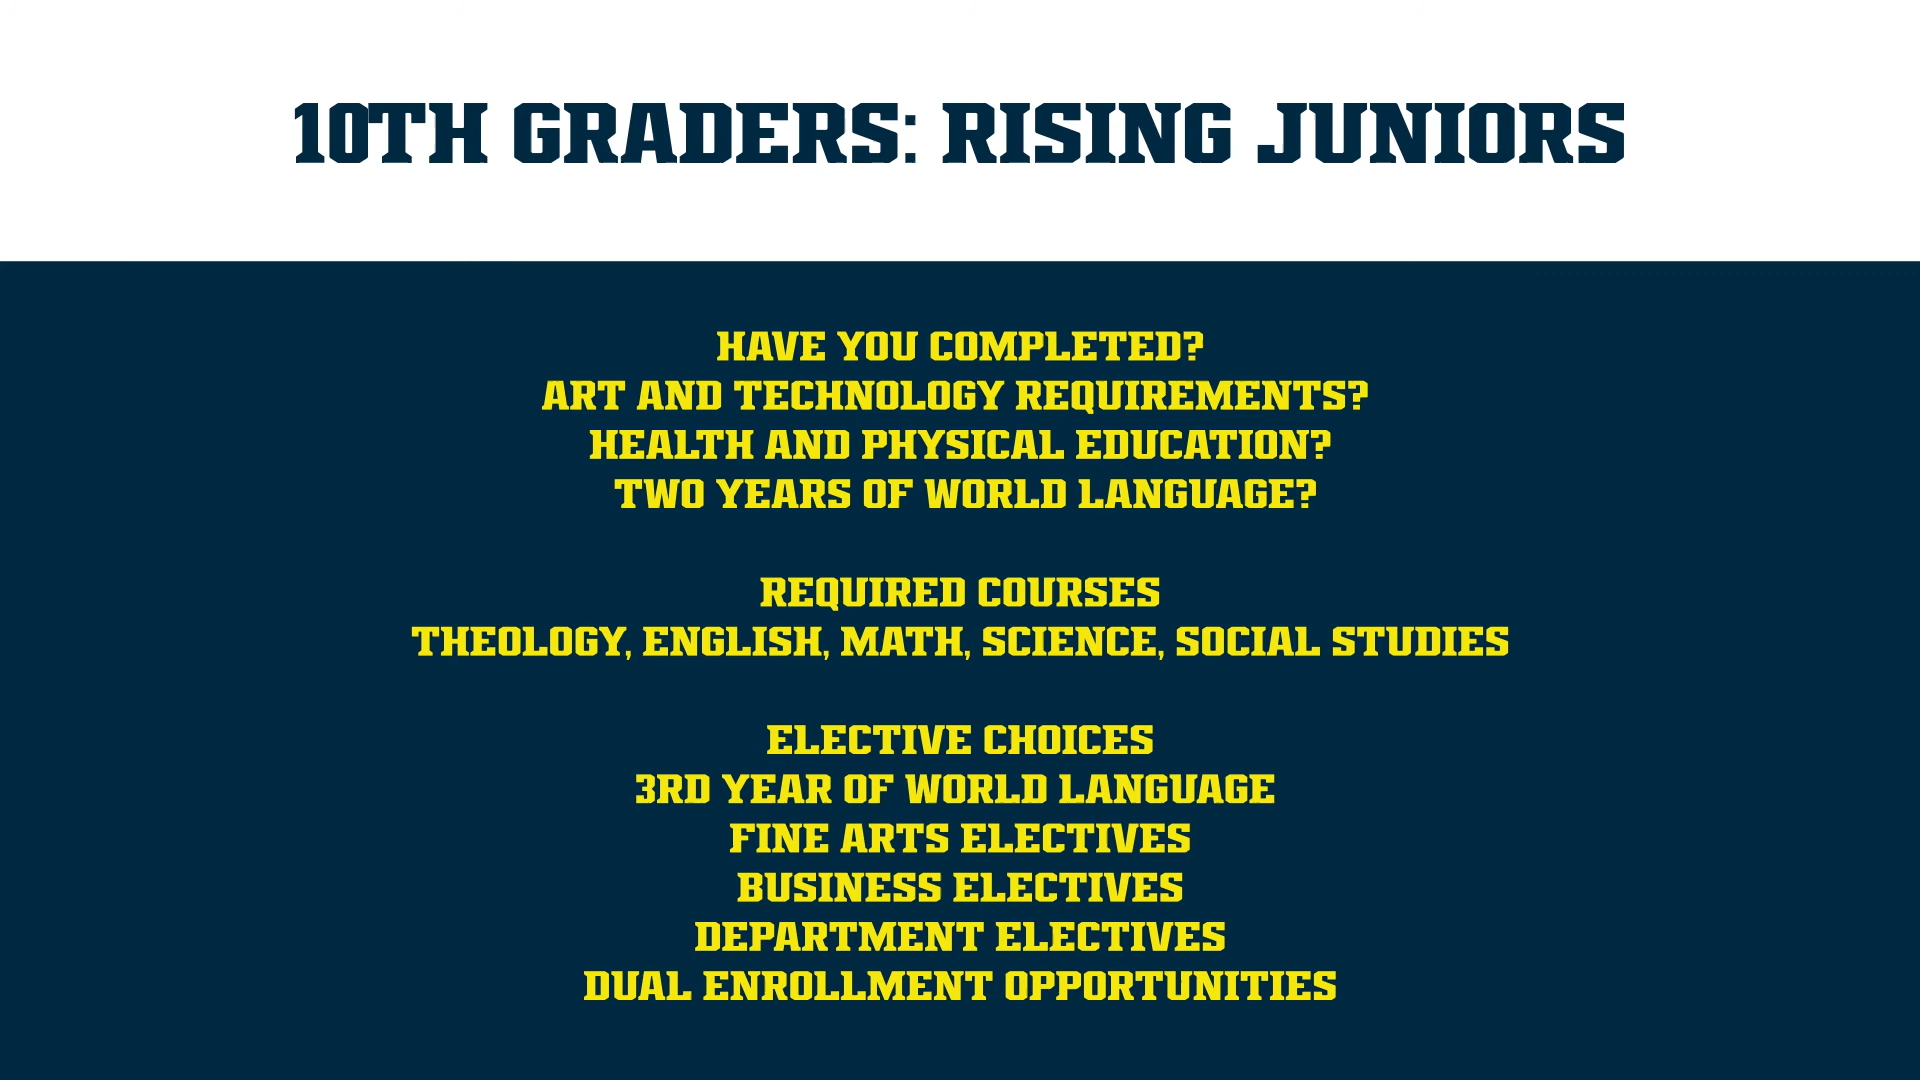 10TH GRADERS: RISING JUNIORS
HAVE YOU COMPLETED?
ART AND TECHNOLOGY REQUIREMENTS?
HEALTH AND PHYSICAL EDUCATION?
TWO YEARS OF WORLD LANGUAGE?
REQUIRED COURSES
THEOLOGY, ENGLISH, MATH, SCIENCE, SOCIAL STUDIES
ELECTIVE CHOICES
3RD YEAR OF WORLD LANGUAGE
FINE ARTS ELECTIVES
BUSINESS ELECTIVES
DEPARTMENT ELECTIVES
DUAL ENROLLMENT OPPORTUNITIES